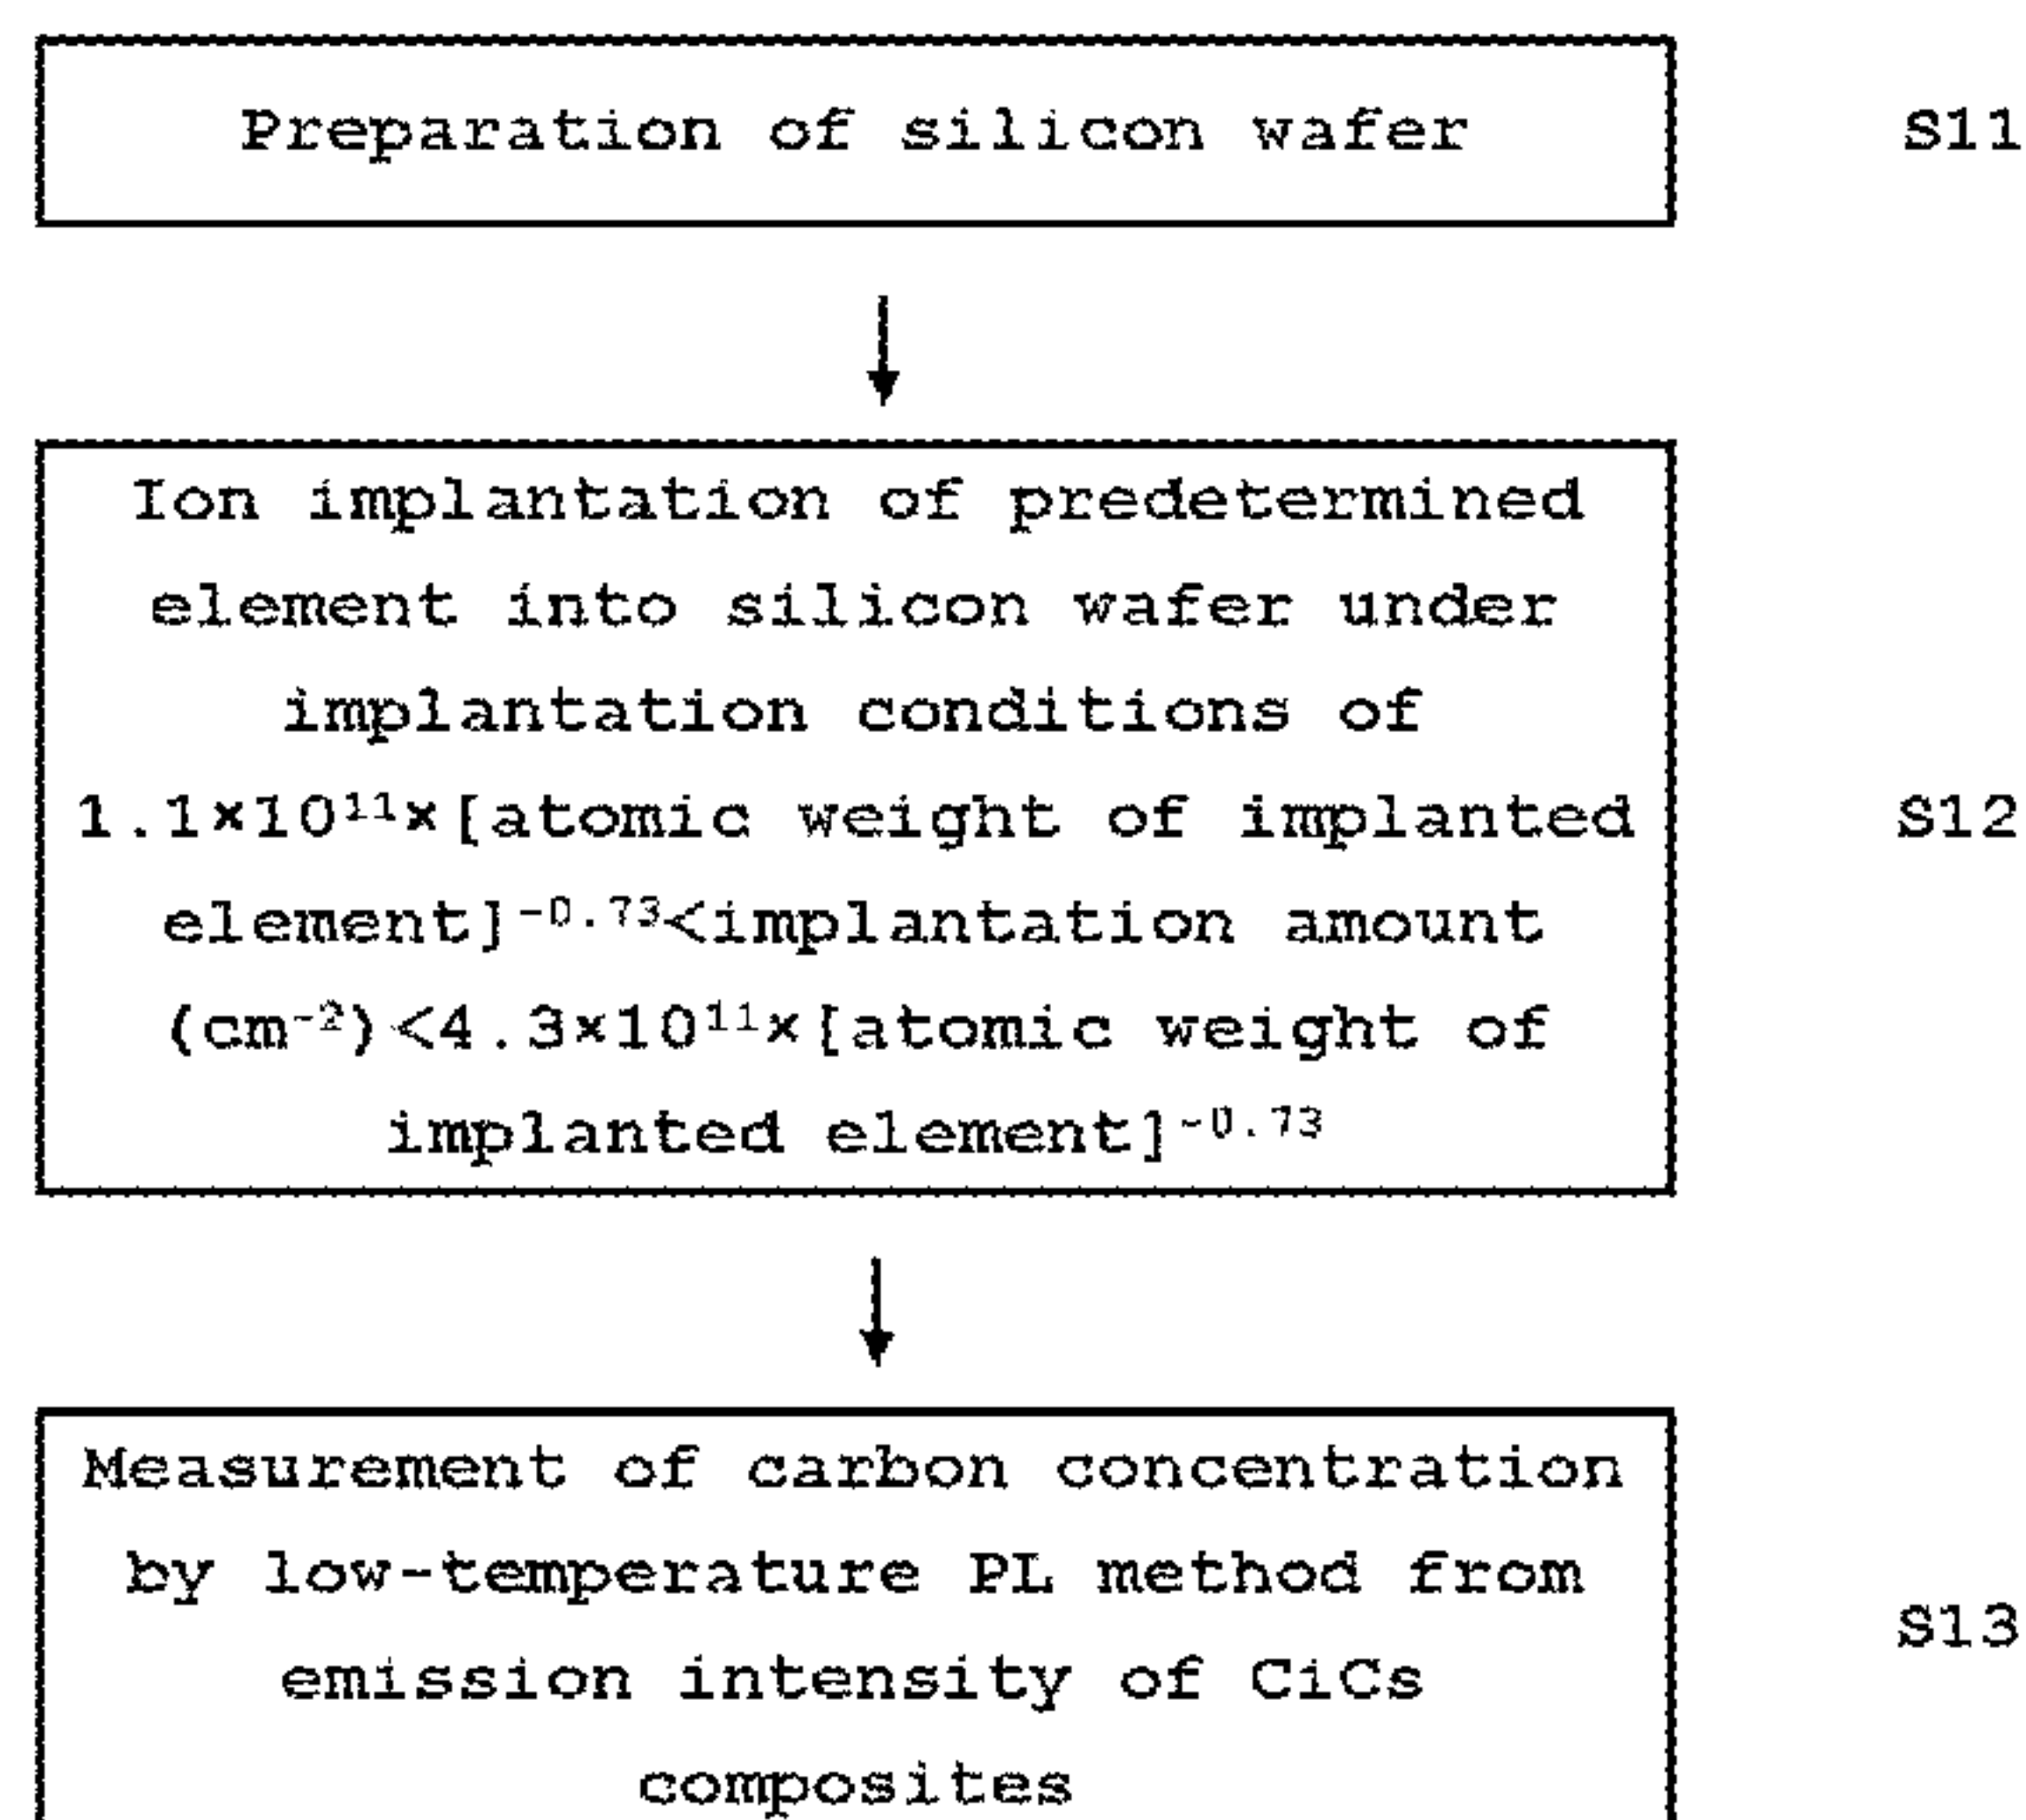 Preparation of silicon wafer
S11
Ion implantation of predetermined
element into silicon wafer under
implantation conditions of
1.1×10¹¹×[atomic weight of implanted
element]⁻⁰·⁷³<implantation amount
(cm⁻²)<4.3×10¹¹×[atomic weight of
implanted element]⁻⁰·⁷³
S12
Measurement of carbon concentration
by low-temperature PL method from
emission intensity of CiCs
composites
S13